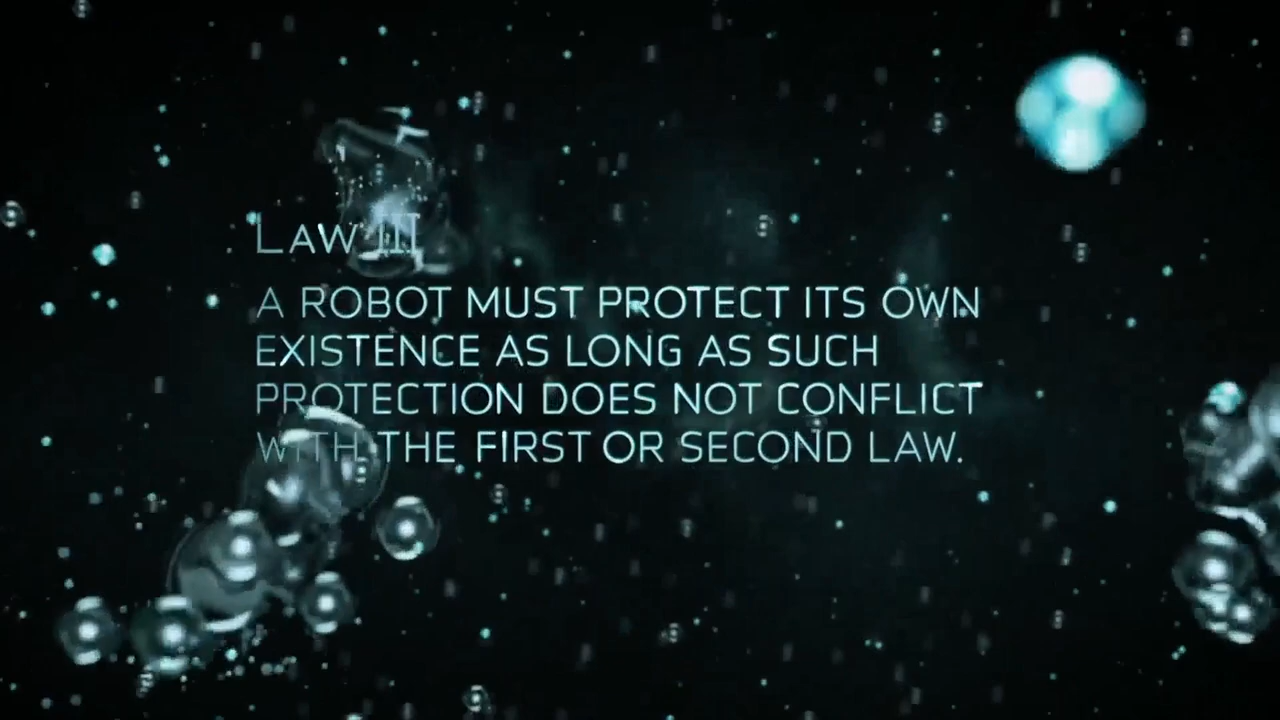 LAW III
A ROBOT MUST PROTECT ITS OWN
EXISTENCE AS LONG AS SUCH
PROTECTION DOES NOT CONFLICT
WITH THE FIRST OR SECOND LAW.